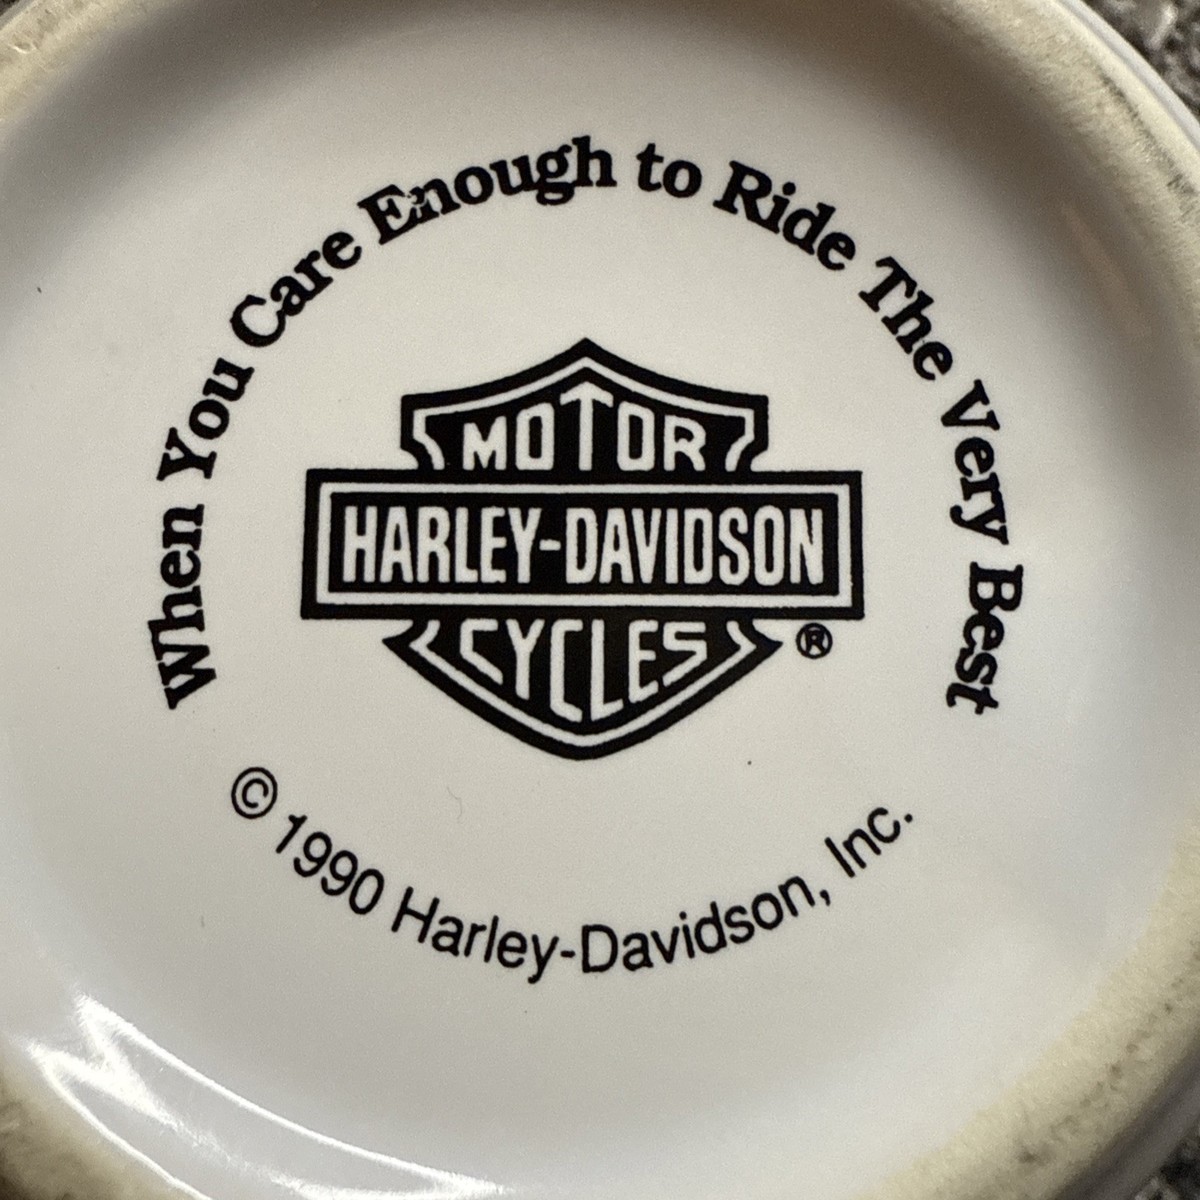 When You Care Enough to Ride The Very Best
MOTOR
HARLEY-DAVIDSON
CYCLES ®
© 1990 Harley-Davidson, Inc.